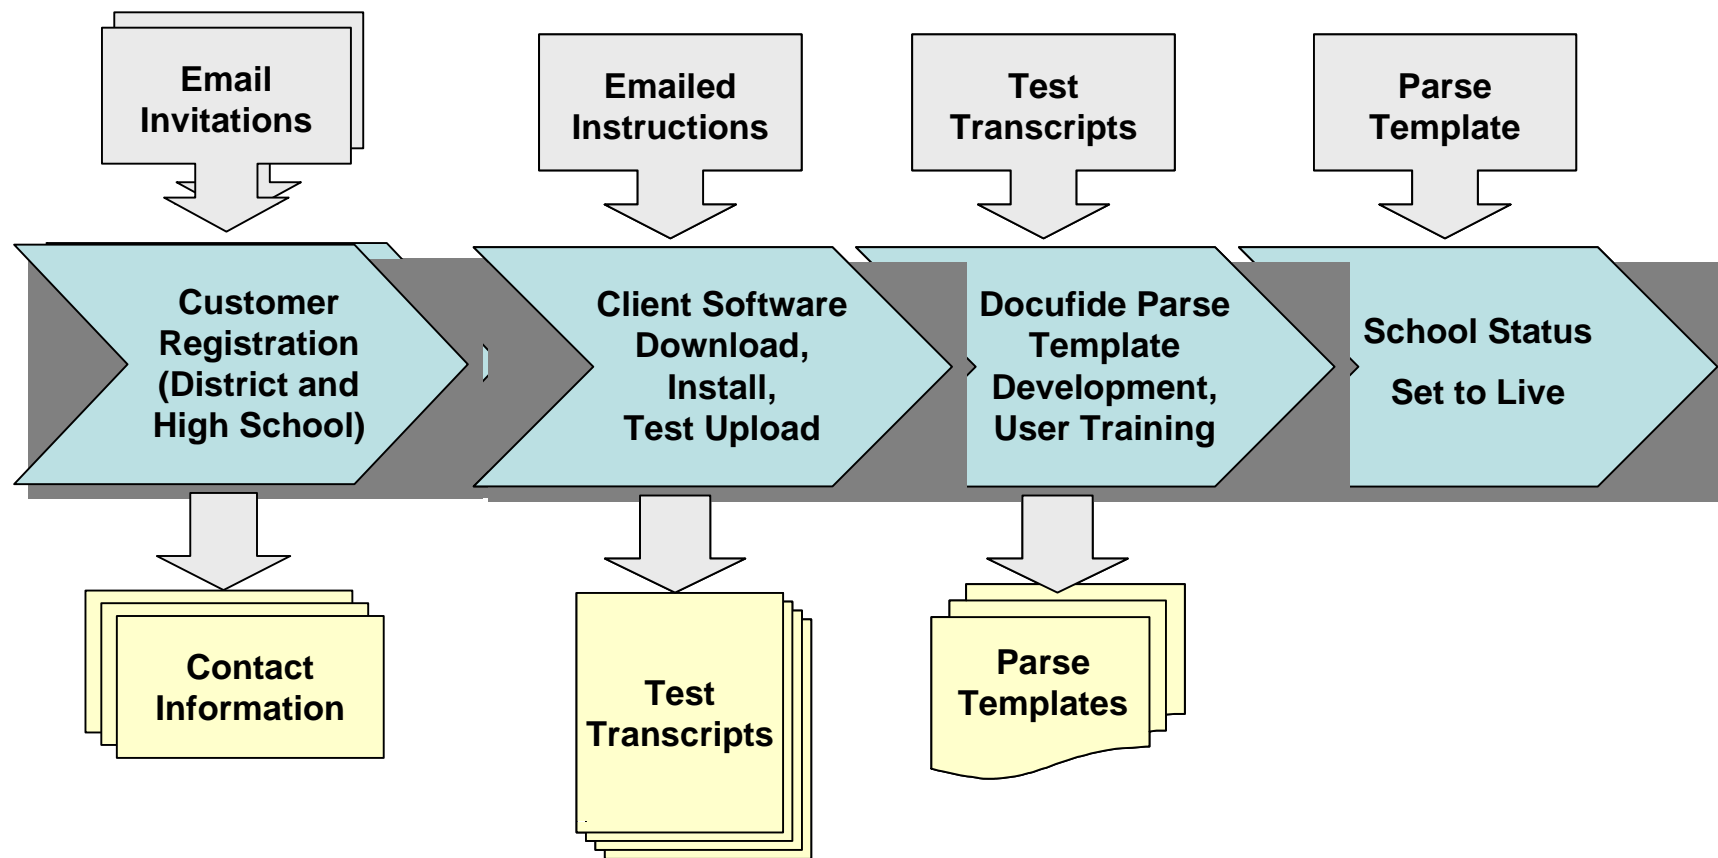 Email
Invitations
Emailed
Instructions
Test
Transcripts
Parse
Template
Customer
Registration
(District and
High School)
Client Software
Download,
Install,
Test Upload
Docufide Parse
Template
Development,
User Training
School Status
Set to Live
Contact
Information
Test
Transcripts
Parse
Templates